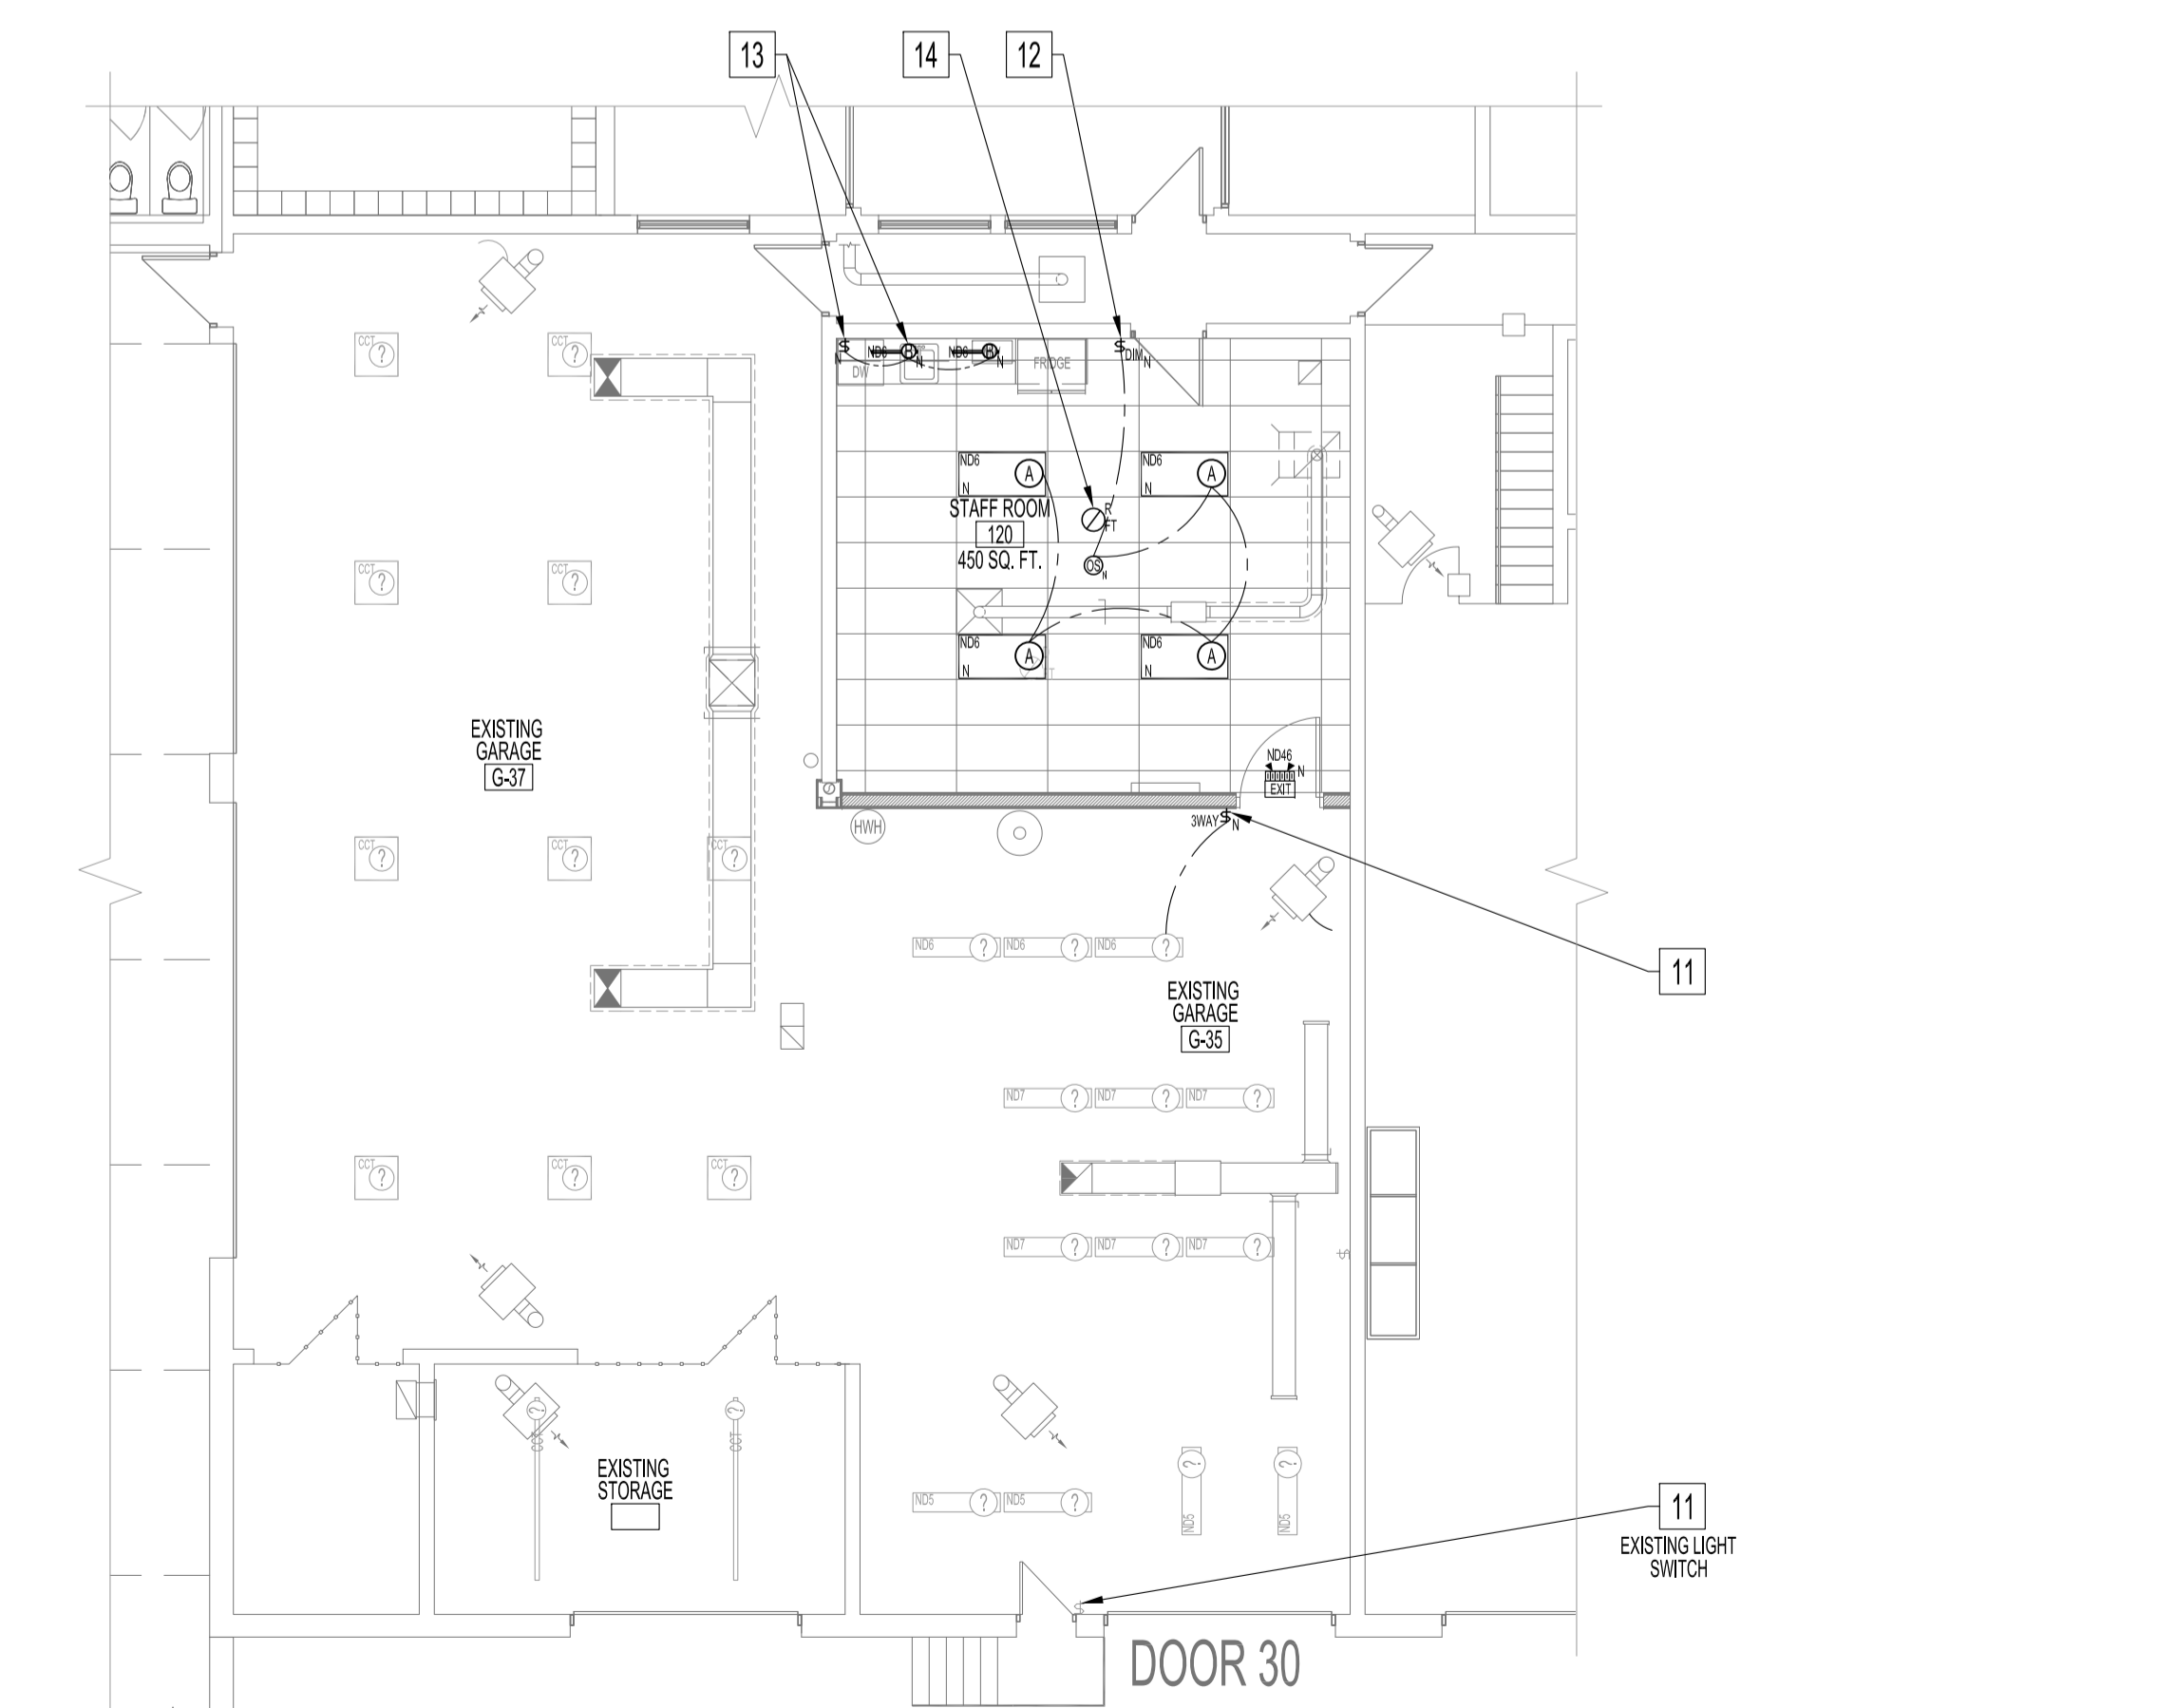 13
14
12
CCT
?
CCT
?
$
N
ND6
N
ND6
B
N
$
DIM
N
DW
FRIDGE
ND6
A
N
ND6
A
N
STAFF ROOM
120
450 SQ. FT.
R
FT
OS
N
CCT
?
CCT
?
ND6
A
N
ND6
A
N
EXISTING
GARAGE
G-37
ND46
N
EXIT
3WAY
$
N
HWH
CCT
?
CCT
?
CCT
?
ND6
?
ND6
?
ND6
?
11
EXISTING
GARAGE
G-35
ND7
?
ND7
?
ND7
?
CCT
?
CCT
?
CCT
?
ND7
?
ND7
?
ND7
?
$
?
CCT
?
CCT
EXISTING
STORAGE
ND5
?
ND5
?
?
ND5
?
ND5
11
EXISTING LIGHT
SWITCH
$
DOOR 30